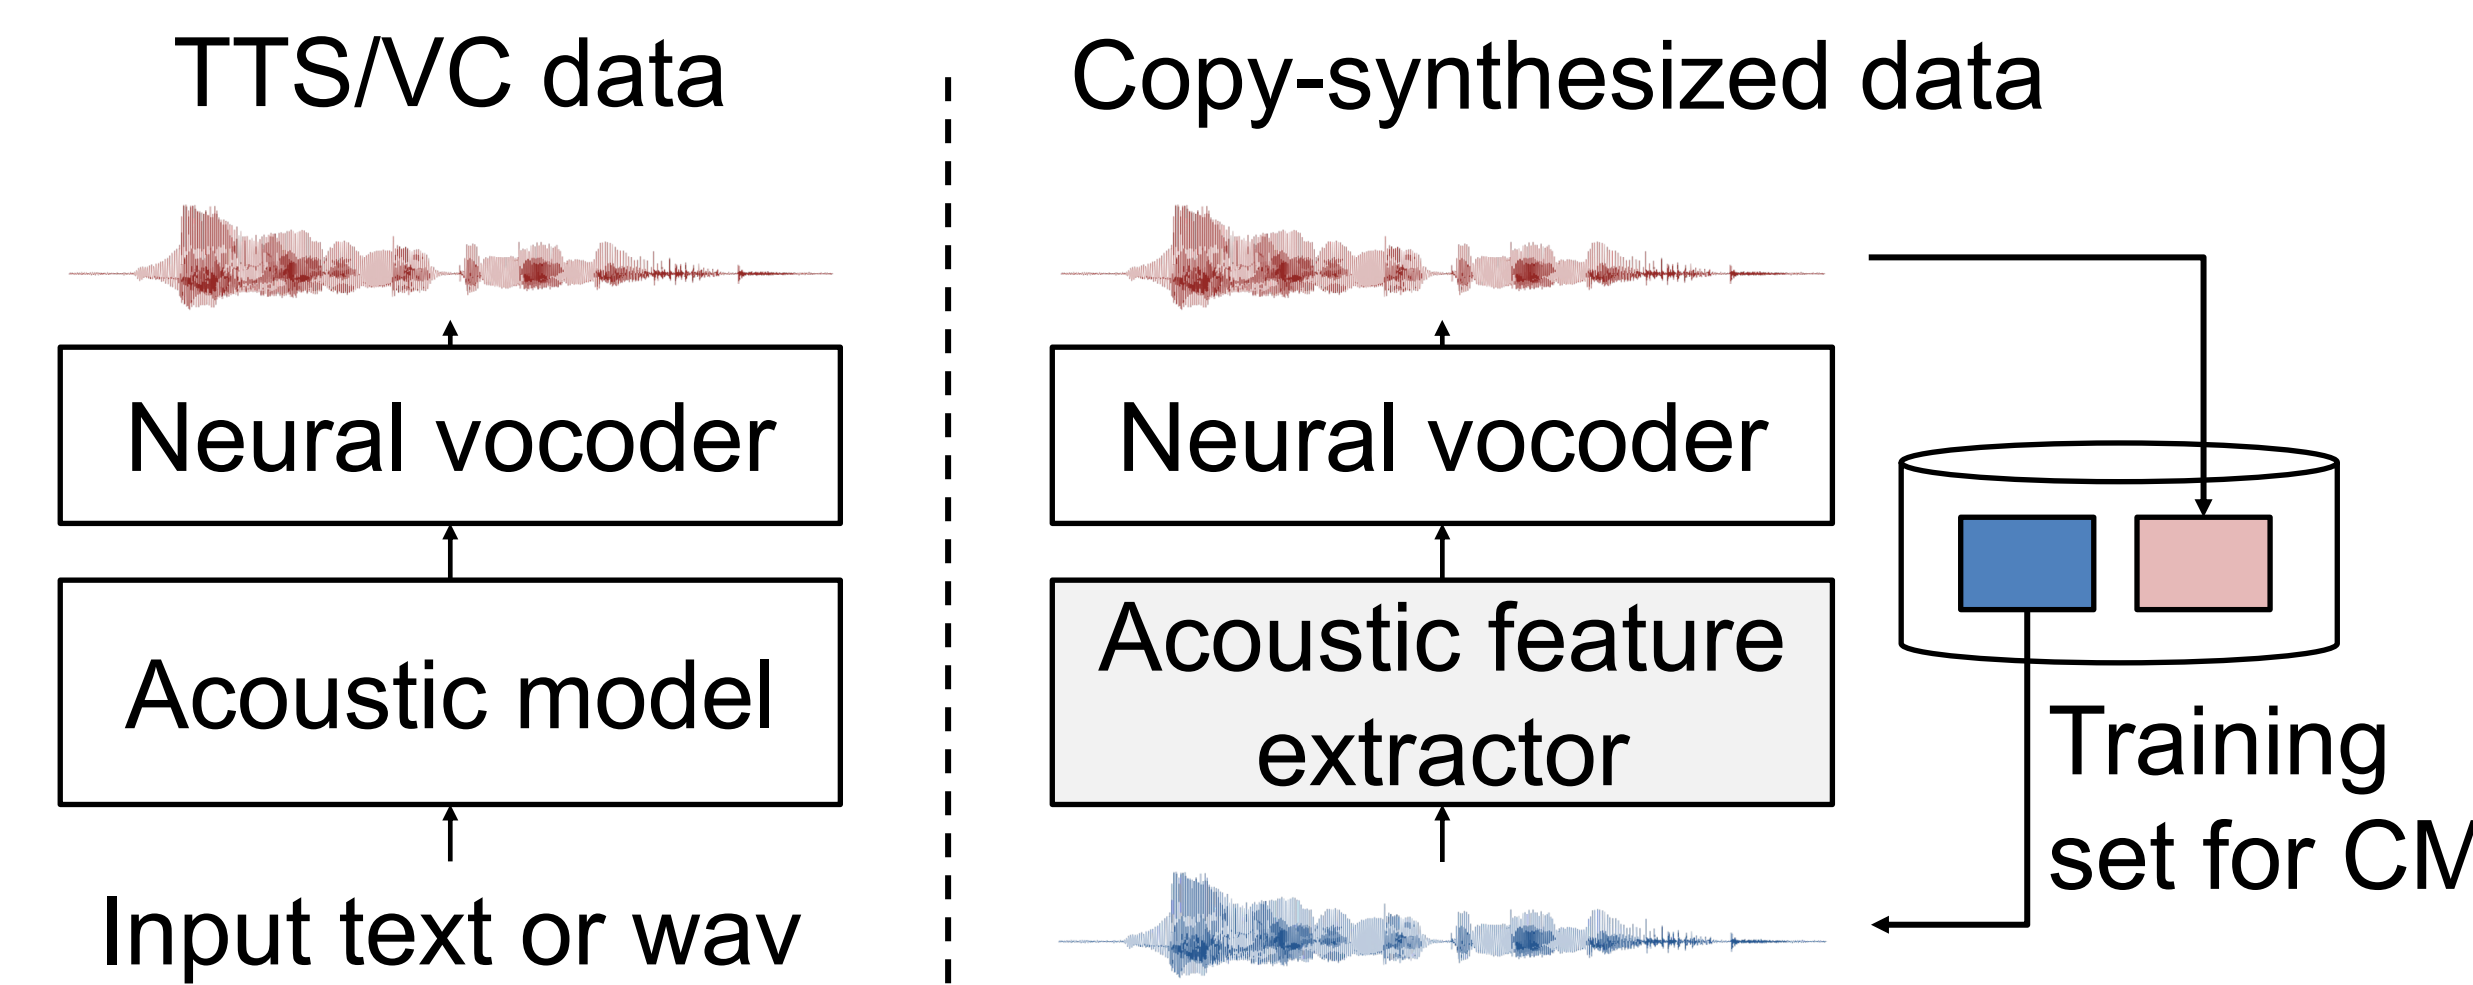 TTS/VC data
Neural vocoder
Acoustic model
Input text or wav
Copy-synthesized data
Neural vocoder
Acoustic feature
extractor
Training
set for CM